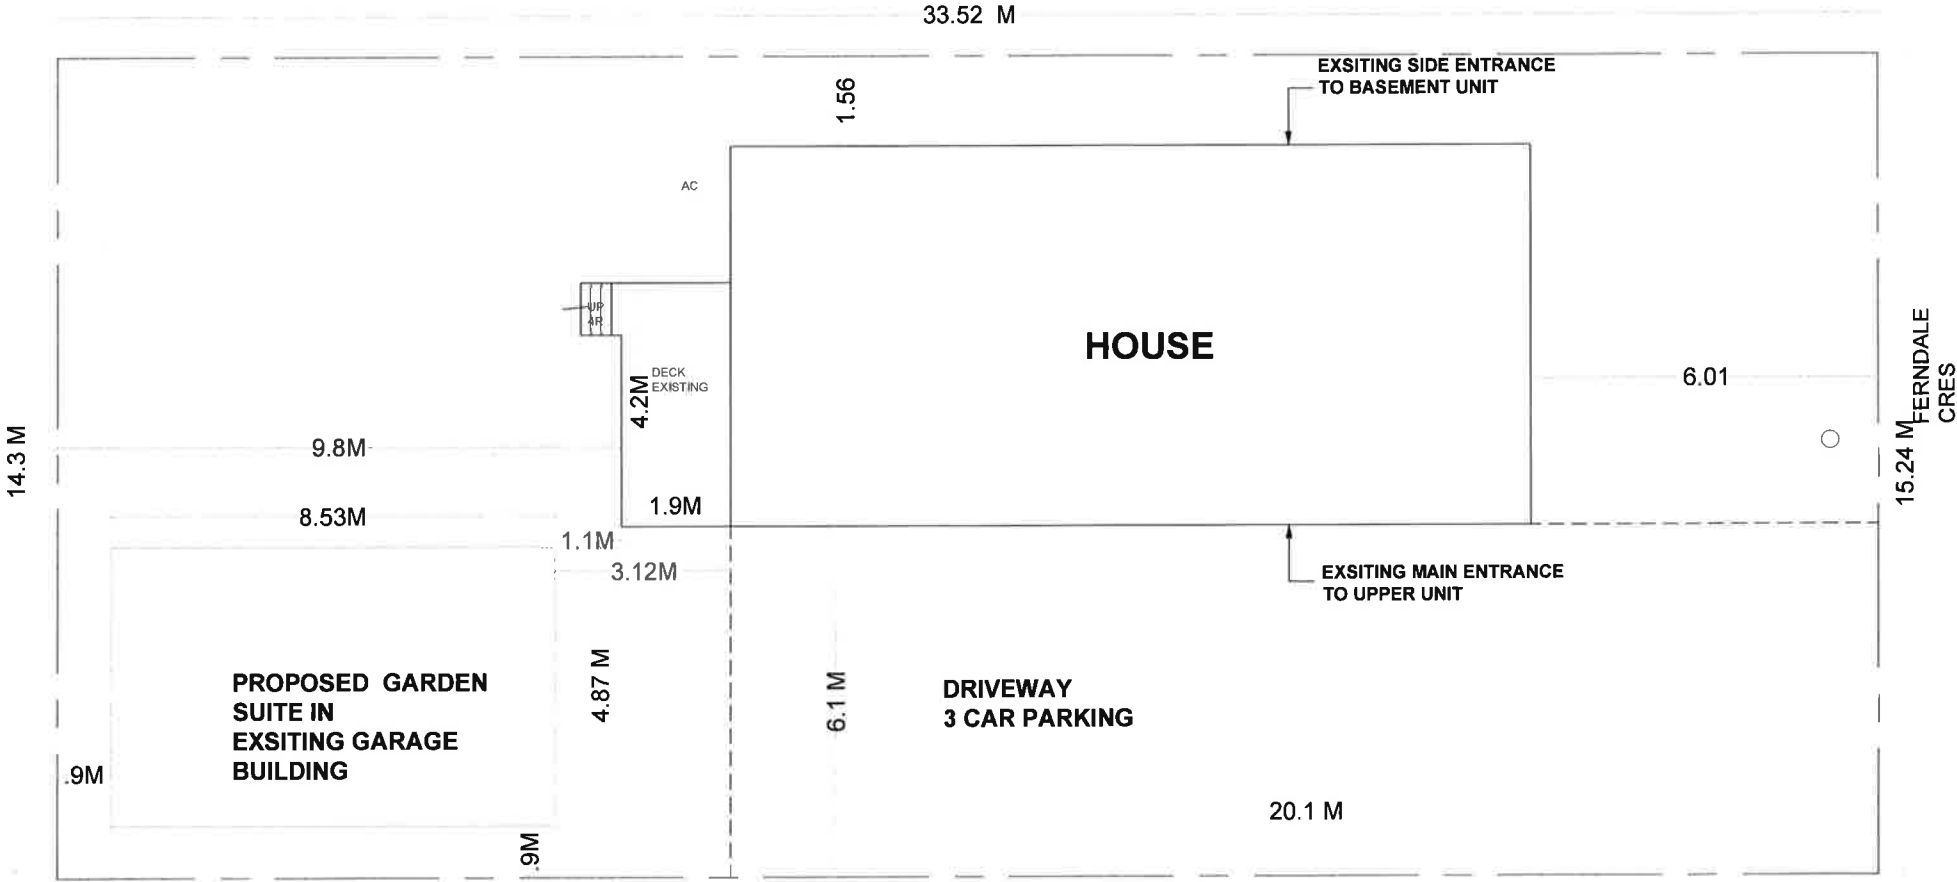 33.52 M
EXSITING SIDE ENTRANCE
TO BASEMENT UNIT
1.56
AC
UP
4R
HOUSE
DECK
EXISTING
4.2M
6.01
FERNDALE
CRES
15.24 M
14.3 M
9.8M
1.9M
8.53M
1.1M
3.12M
EXSITING MAIN ENTRANCE
TO UPPER UNIT
4.87 M
6.1 M
PROPOSED GARDEN
SUITE IN
EXSITING GARAGE
BUILDING
DRIVEWAY
3 CAR PARKING
.9M
20.1 M
.9M